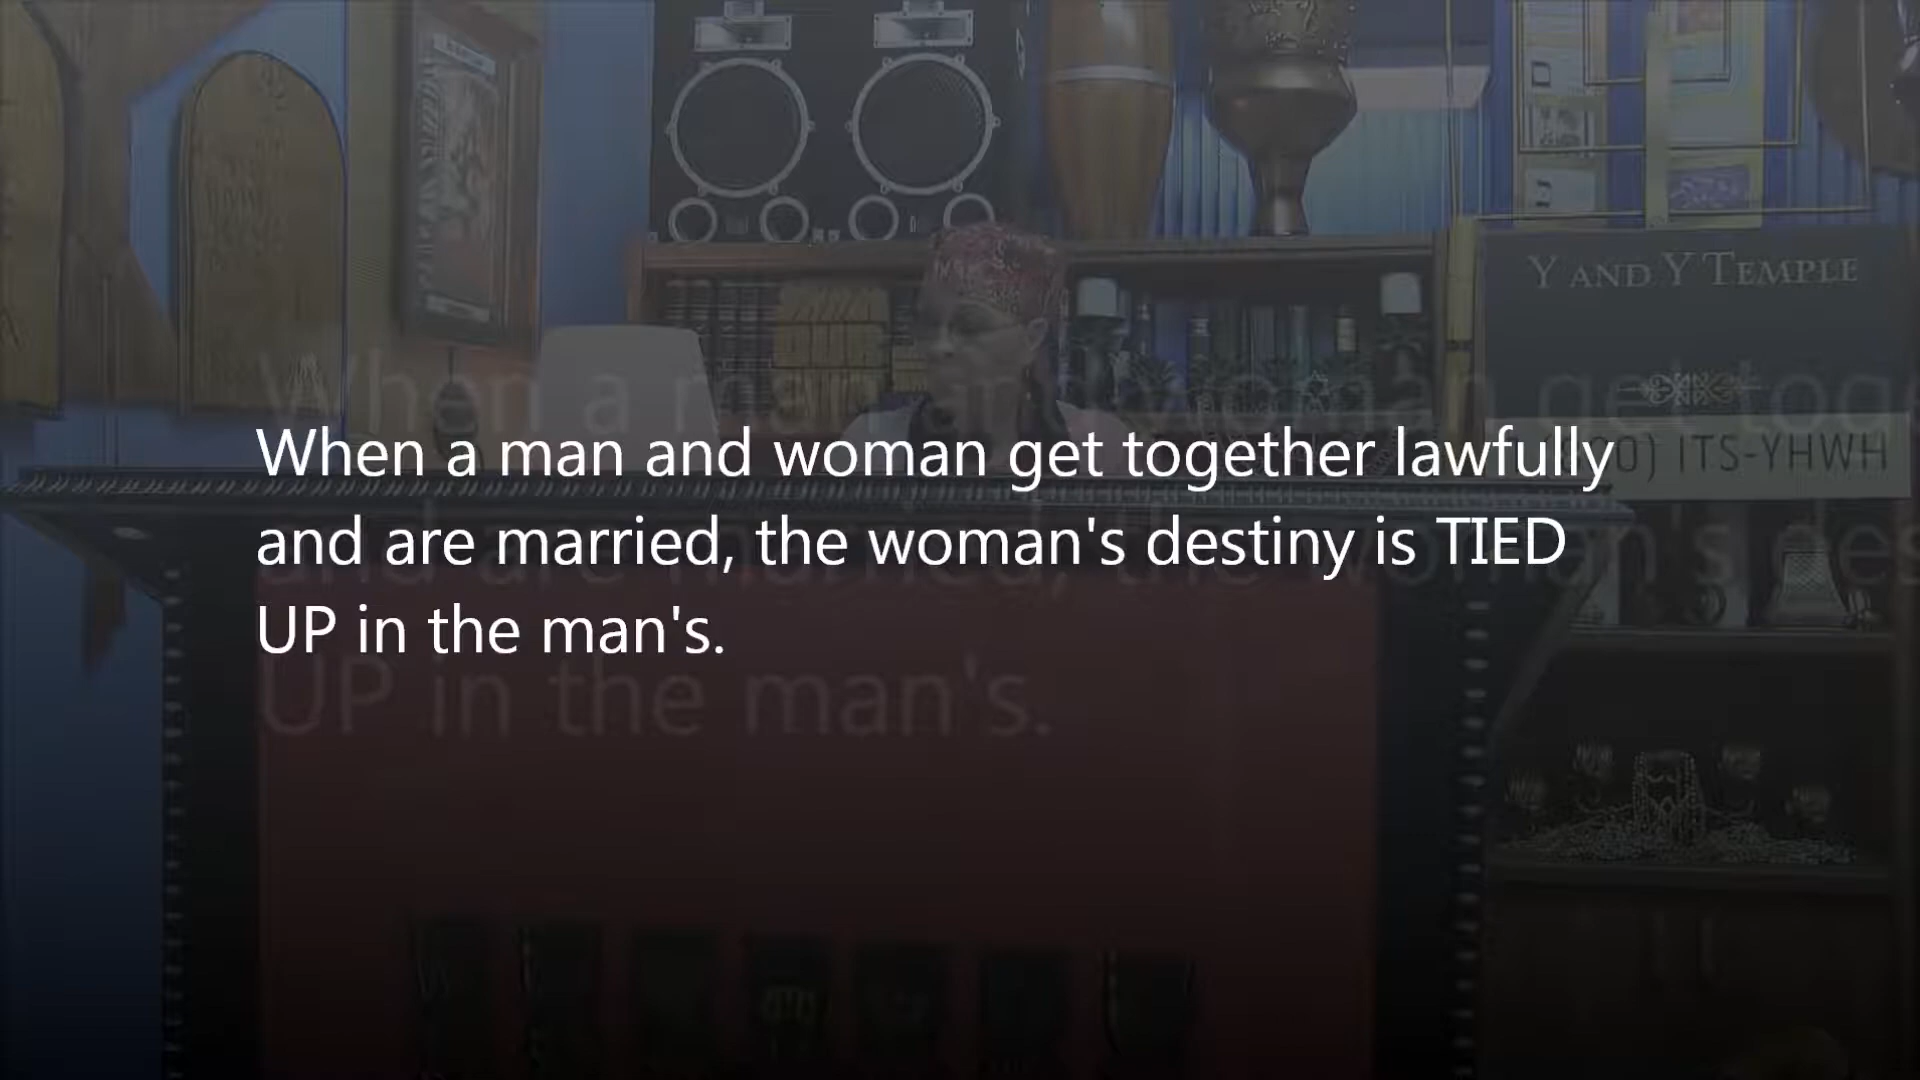 Y AND Y TEMPLE
When a man and woman get together lawfully
0) ITS-YHWH
and are married, the woman's destiny is TIED
UP in the man's.